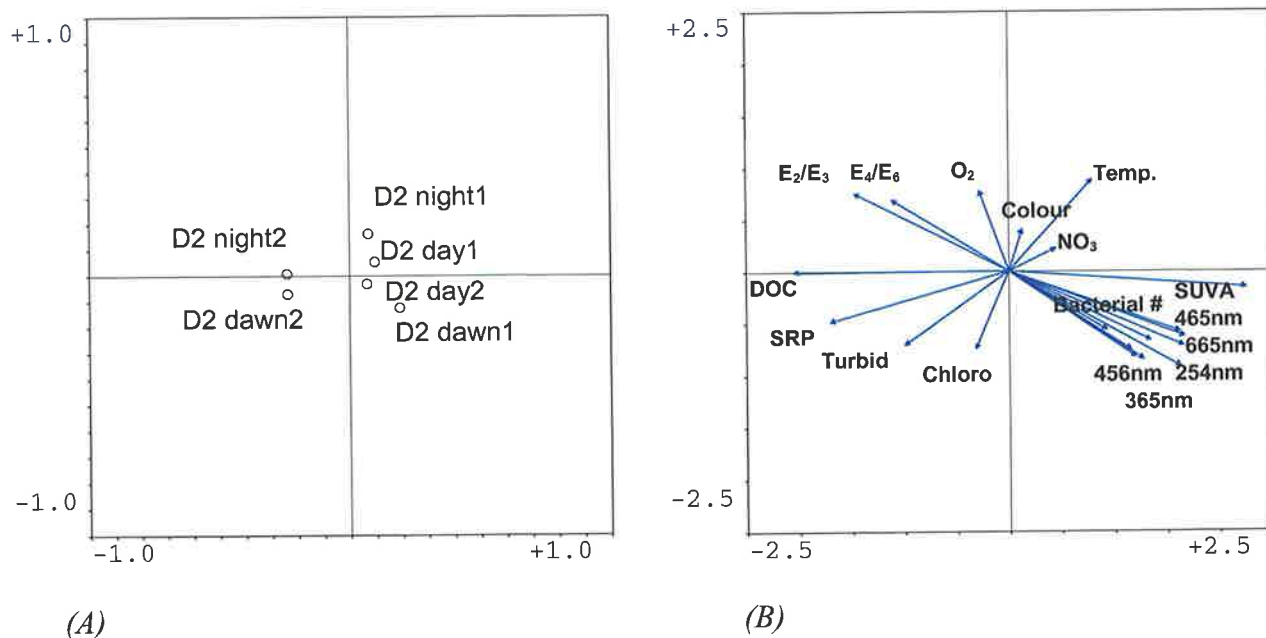 +1.0
D2 night1
D2 night2
D2 day1
D2 day2
D2 dawn2
D2 dawn1
-1.0
-1.0
+1.0
(A)
+2.5
E2/E3
E4/E6
O2
Temp.
Colour
NO3
DOC
Bacterial #
SUVA
465nm
SRP
Turbid
Chloro
665nm
456nm
254nm
365nm
-2.5
-2.5
+2.5
(B)